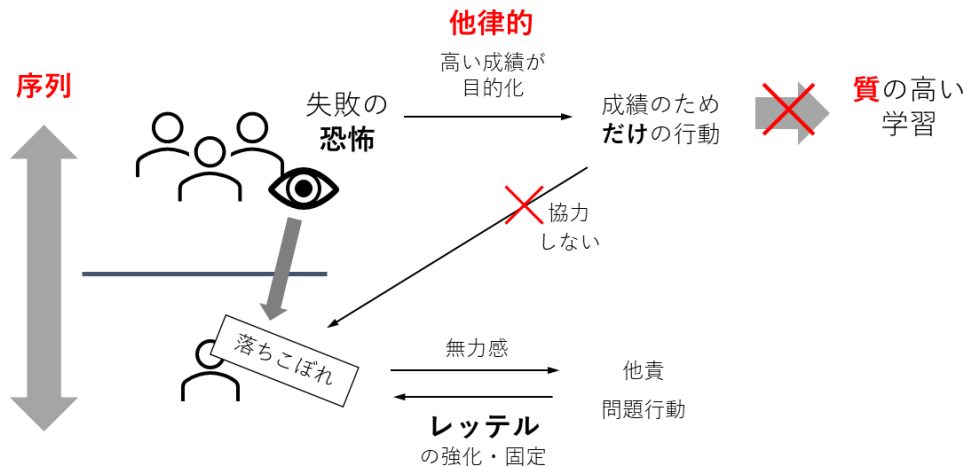 序列
失敗の
恐怖
他律的
高い成績が
目的化
成績のため
だけの行動
質の高い
学習
協力
しない
落ちこぼれ
無力感
他責
問題行動
レッテル
の強化・固定